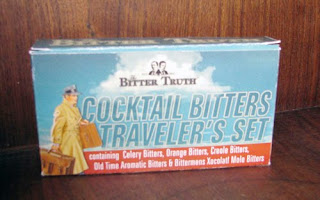 BITTER TRUTH
COCKTAIL BITTERS
TRAVELER'S SET
containing Celery Bitters, Orange Bitters, Creole Bitters,
Old Time Aromatic Bitters & Bittermens Xocolatl Mole Bitters